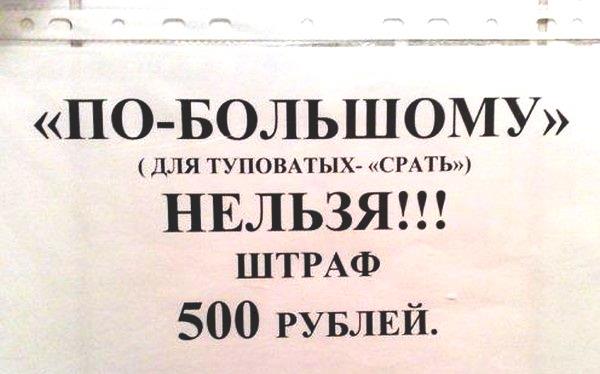 «ПО-БОЛЬШОМУ»
( ДЛЯ ТУПОВАТЫХ- «СРАТЬ»)
НЕЛЬЗЯ!!!
ШТРАФ
500 РУБЛЕЙ.